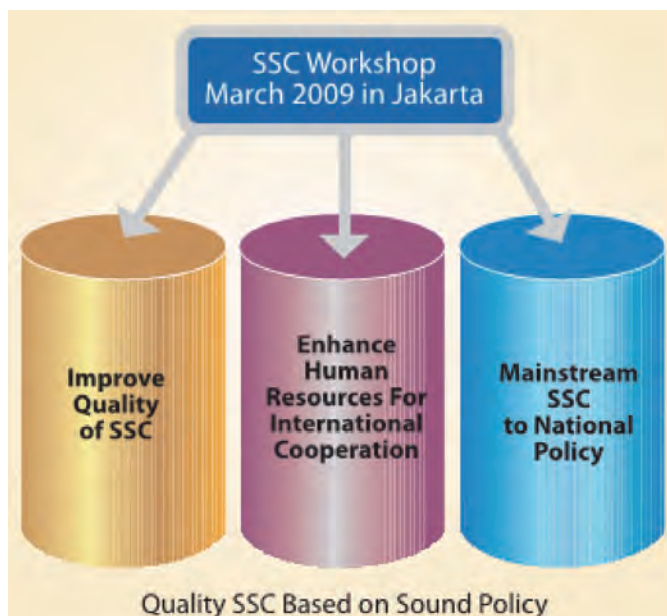 SSC Workshop
March 2009 in Jakarta
Improve
Quality
of SSC
Enhance
Human
Resources For
International
Cooperation
Mainstream
SSC
to National
Policy
Quality SSC Based on Sound Policy